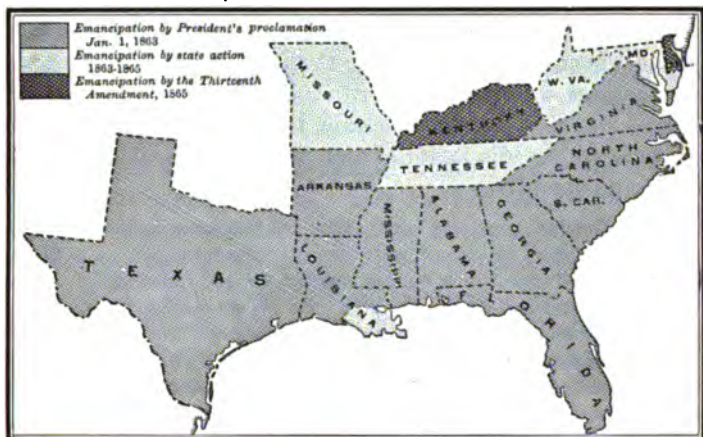 Emancipation by President's proclamation
Jan. 1, 1863
Emancipation by state action
1863-1865
Emancipation by the Thirteenth
Amendment, 1865
MISSOURI
W. VA.
MD.
KENTUCKY
VIRGINIA
TENNESSEE
NORTH
CAROLINA
ARKANSAS
S. CAR.
MISSISSIPPI
ALABAMA
GEORGIA
TEXAS
LOUISIANA
FLORIDA